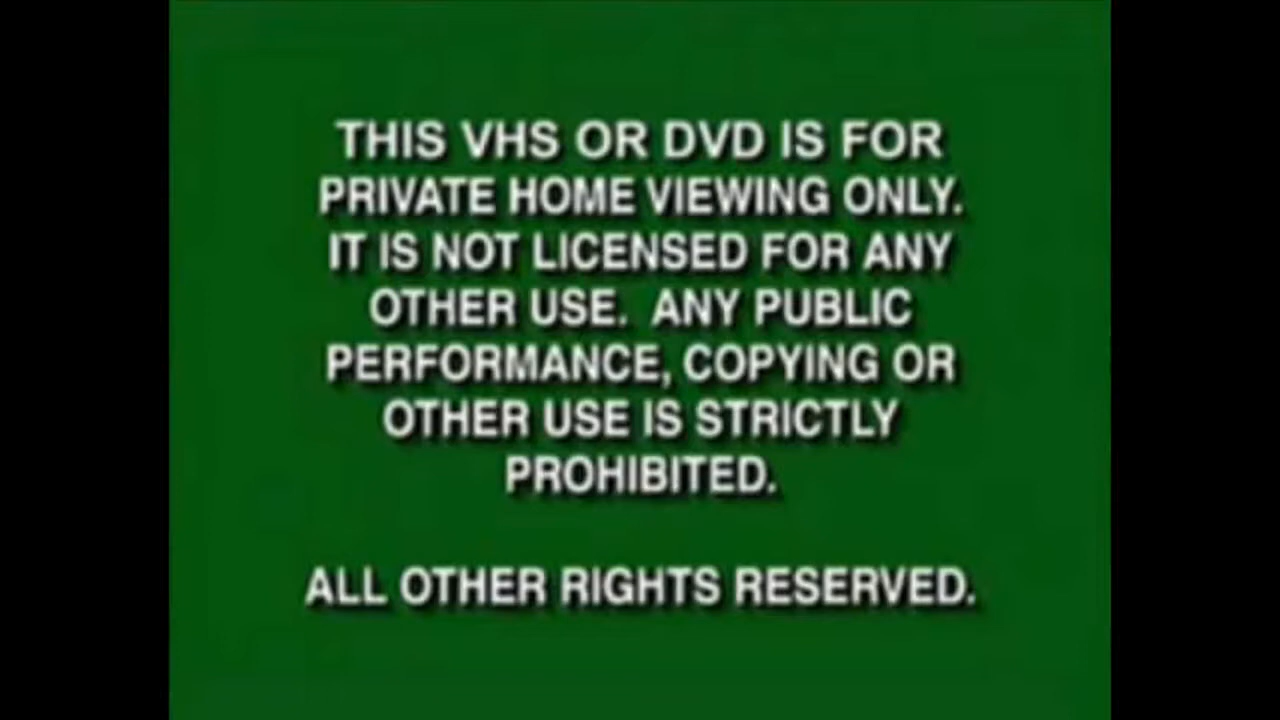 THIS VHS OR DVD IS FOR
PRIVATE HOME VIEWING ONLY.
IT IS NOT LICENSED FOR ANY
OTHER USE.  ANY PUBLIC
PERFORMANCE, COPYING OR
OTHER USE IS STRICTLY
PROHIBITED.
ALL OTHER RIGHTS RESERVED.